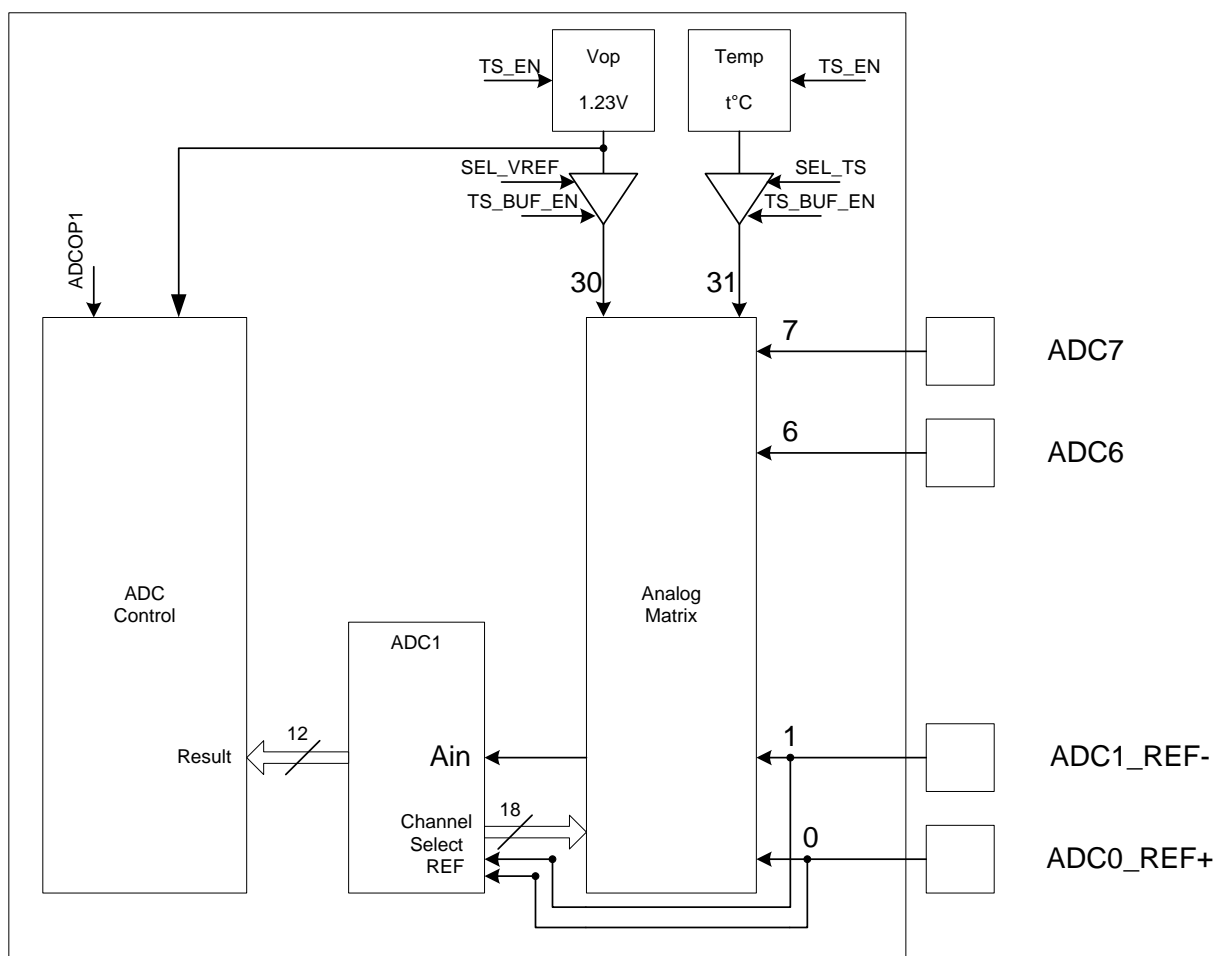 Vop
1.23V
Temp
t°C
TS_EN
TS_EN
SEL_VREF
TS_BUF_EN
SEL_TS
TS_BUF_EN
ADCOP1
30
31
7
ADC7
6
ADC6
ADC
Control
Analog
Matrix
ADC1
12
Result
Ain
1
ADC1_REF-
18
Channel
Select
REF
0
ADC0_REF+